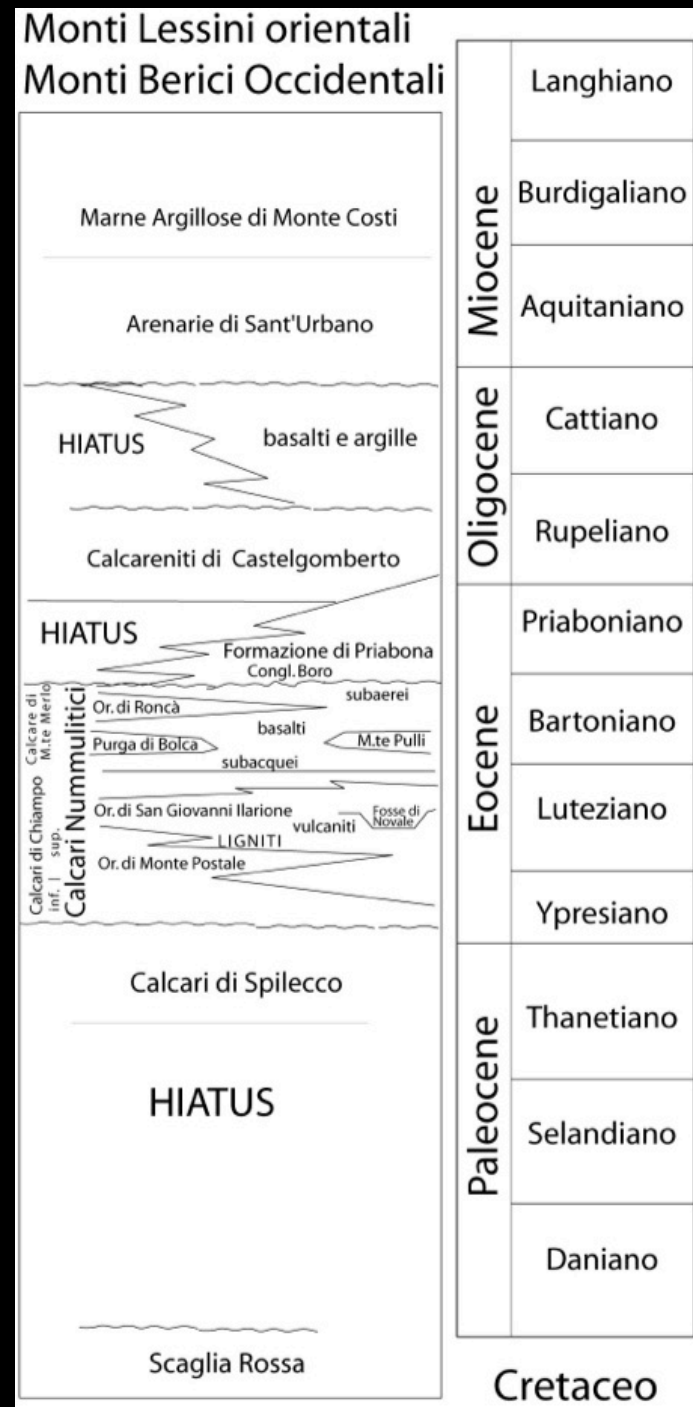 Monti Lessini orientali
Monti Berici Occidentali
Marne Argillose di Monte Costi
Arenarie di Sant'Urbano
HIATUS
basalti e argille
Calcareniti di Castelgomberto
HIATUS
Formazione di Priabona
Congl. Boro
Calcare di
M.te Merlo
Calcari di Chiampo
inf. | sup.
Calcari Nummulitici
subaerei
Or. di Roncà
basalti
Purga di Bolca
M.te Pulli
subacquei
Or. di San Giovanni Ilarione
Fosse di
Novale
vulcaniti
LIGNITI
Or. di Monte Postale
Calcari di Spilecco
HIATUS
Scaglia Rossa
Miocene
Langhiano
Burdigaliano
Aquitaniano
Oligocene
Cattiano
Rupeliano
Eocene
Priaboniano
Bartoniano
Luteziano
Ypresiano
Paleocene
Thanetiano
Selandiano
Daniano
Cretaceo